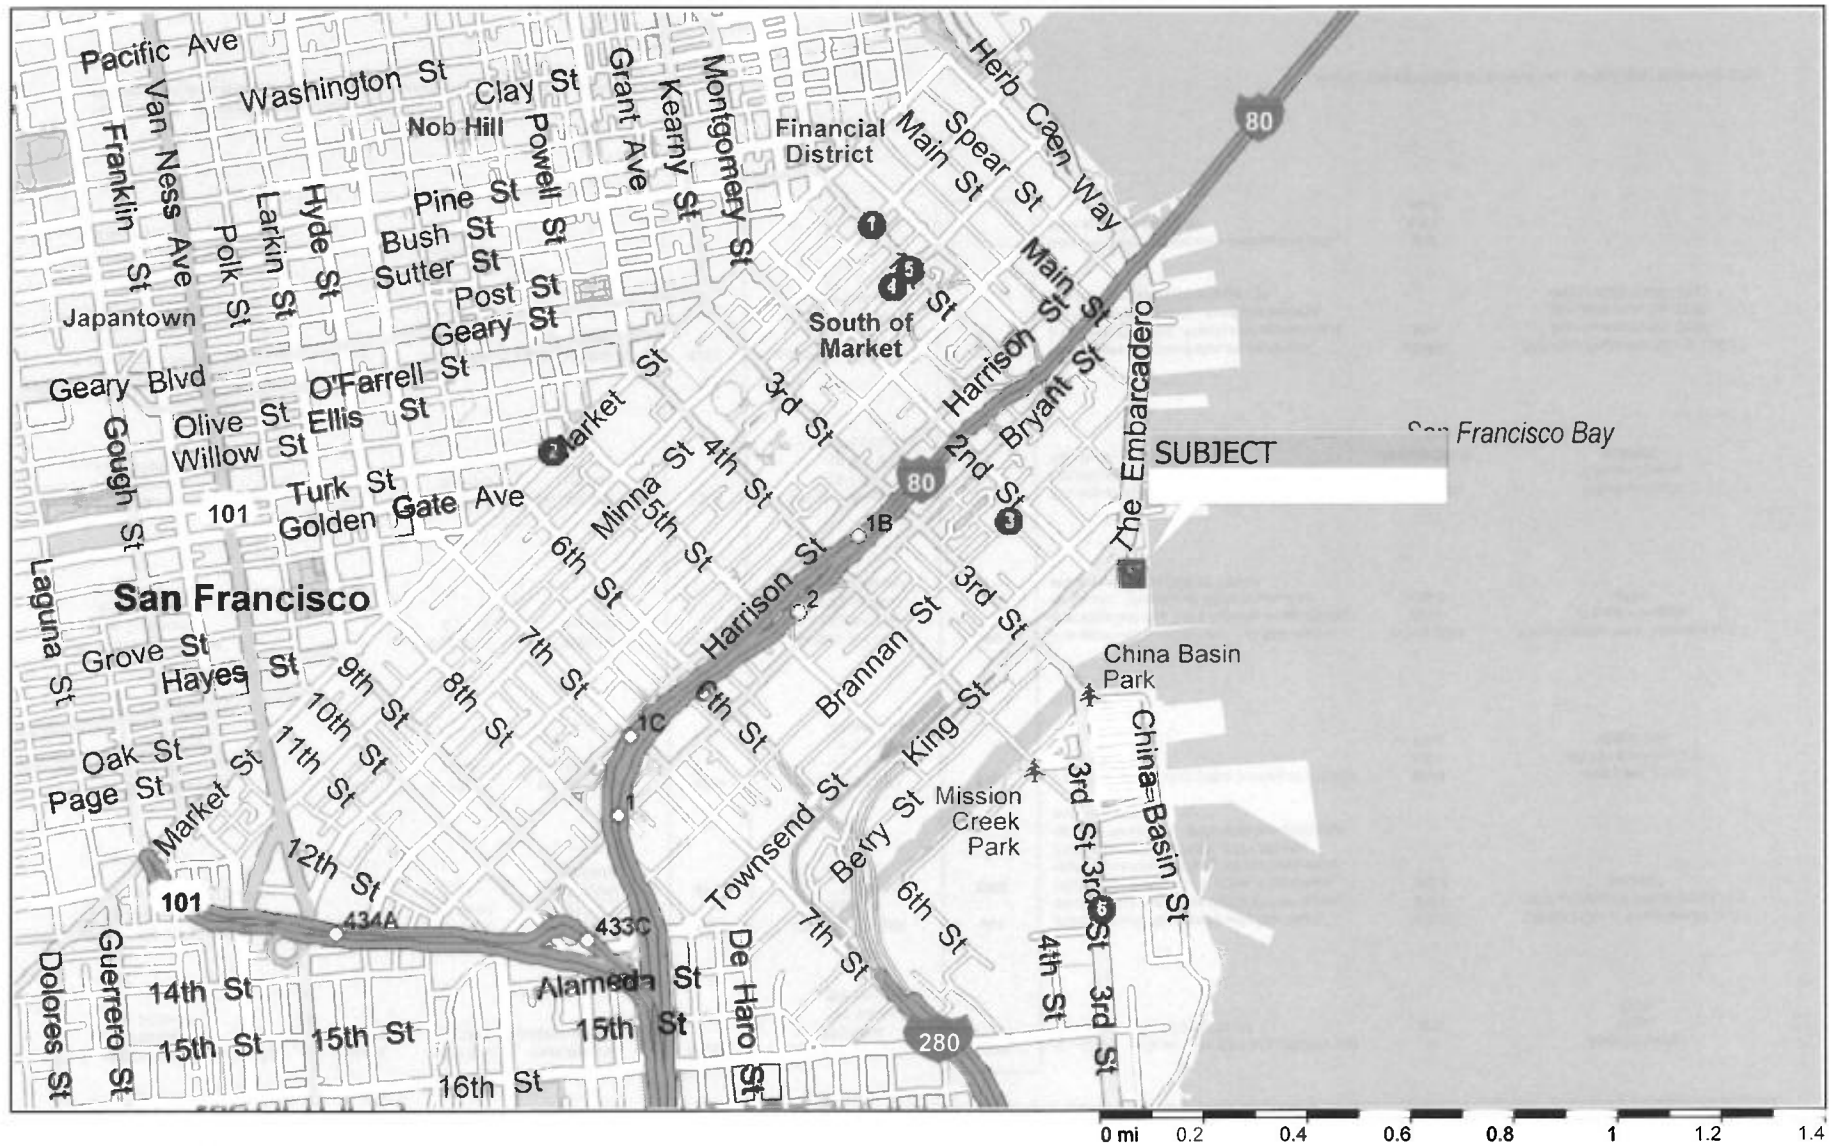 Pacific Ave
Van Ness Ave
Washington St
Clay St
Nob Hill
Grant Ave
Kearny St
Montgomery St
Powell St
Financial
District
Herb Caen Way
Spear St
Main St
80
Franklin St
Polk St
Larkin St
Hyde St
Pine St
Bush St
Sutter St
Post St
Geary St
Japantown
1
5
4
St
South of
Market
Main St
Harrison St
Bryant St
The Embarcadero
San Francisco Bay
SUBJECT
Geary Blvd
O'Farrell St
Olive St
Ellis St
Willow St
Gough St
Market St
2
3rd St
4th St
2nd St
80
3
Turk St
Golden Gate Ave
101
Minna St
5th St
6th St
1B
Harrison St
2
3rd St
Laguna St
San Francisco
Grove St
Hayes St
9th St
8th St
7th St
10th St
11th St
Brannan St
China Basin
Park
6th St
1C
King St
China Basin St
Oak St
Page St
Market St
1
Townsend St
Berry St
Mission
Creek
Park
3rd St
3rd St
6
12th St
101
434A
433C
7th St
6th St
4th St
3rd St
Dolores St
Guerrero St
14th St
Alameda St
De Haro St
15th St
15th St
15th St
16th St
280
0 mi 0.2 0.4 0.6 0.8 1 1.2 1.4